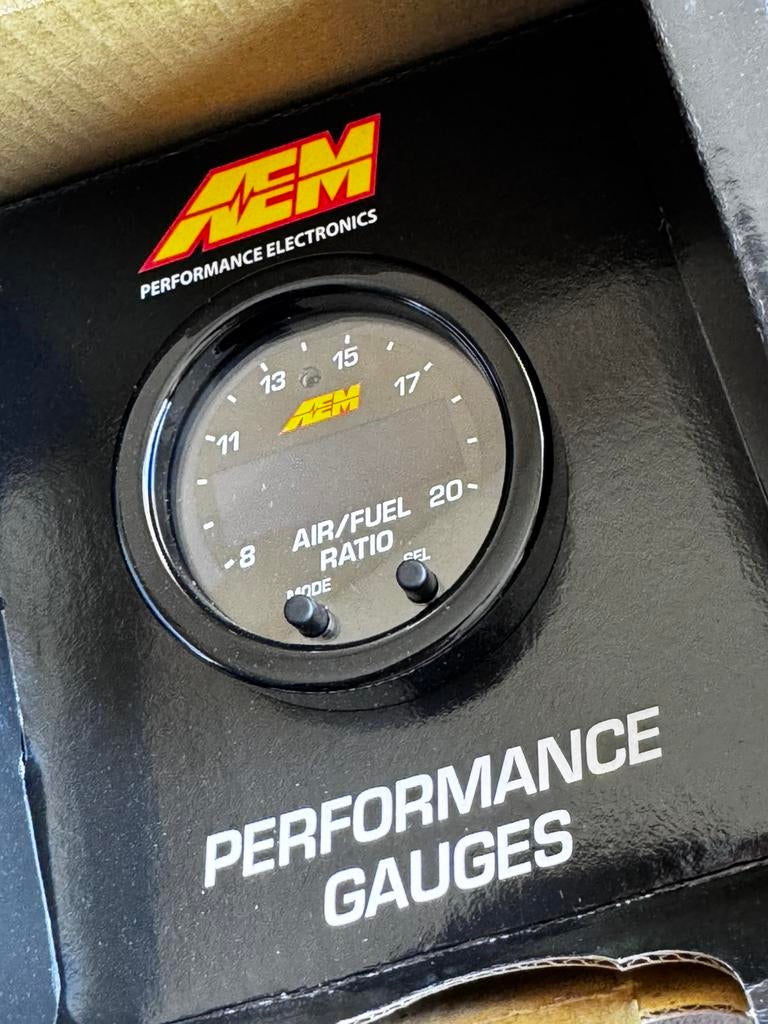 AEM
PERFORMANCE ELECTRONICS
13 15
17
AEM
11
20
AIR/FUEL
RATIO
8
SEL
MODE
PERFORMANCE
GAUGES